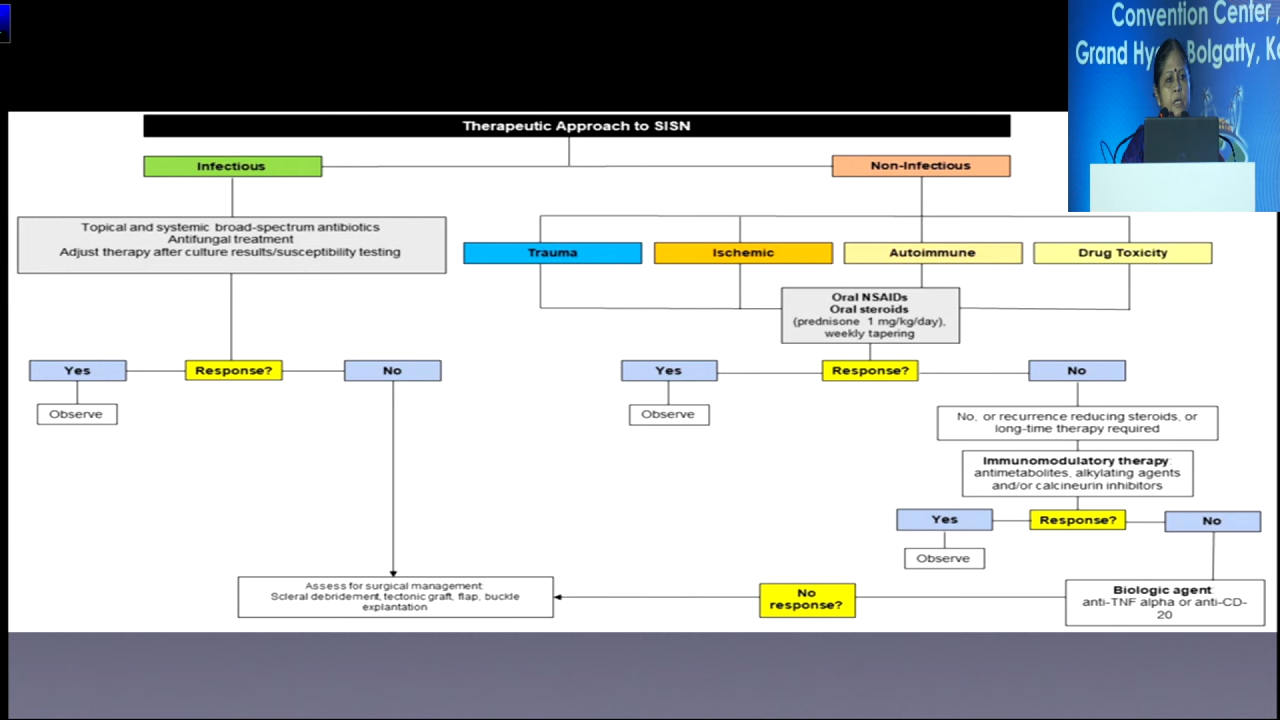 Convention Center,
Grand Bolgatty,
Therapeutic Approach to SISN
Infectious
Non-Infectious
Topical and systemic broad-spectrum antibiotics
Antifungal treatment
Adjust therapy after culture results/susceptibility testing
Trauma
Ischemic
Autoimmune
Drug Toxicity
Oral NSAIDs
Oral steroids
(prednisone 1 mg/kg/day),
weekly tapering
Yes
Response?
No
Yes
Response?
No
Observe
Observe
No, or recurrence reducing steroids, or
long-time therapy required
Immunomodulatory therapy:
antimetabolites, alkylating agents
and/or calcineurin inhibitors
Yes
Response?
No
Observe
Assess for surgical management:
Scleral debridement, tectonic graft, flap, buckle
explantation
No
response?
Biologic agent:
anti-TNF alpha or anti-CD-
20